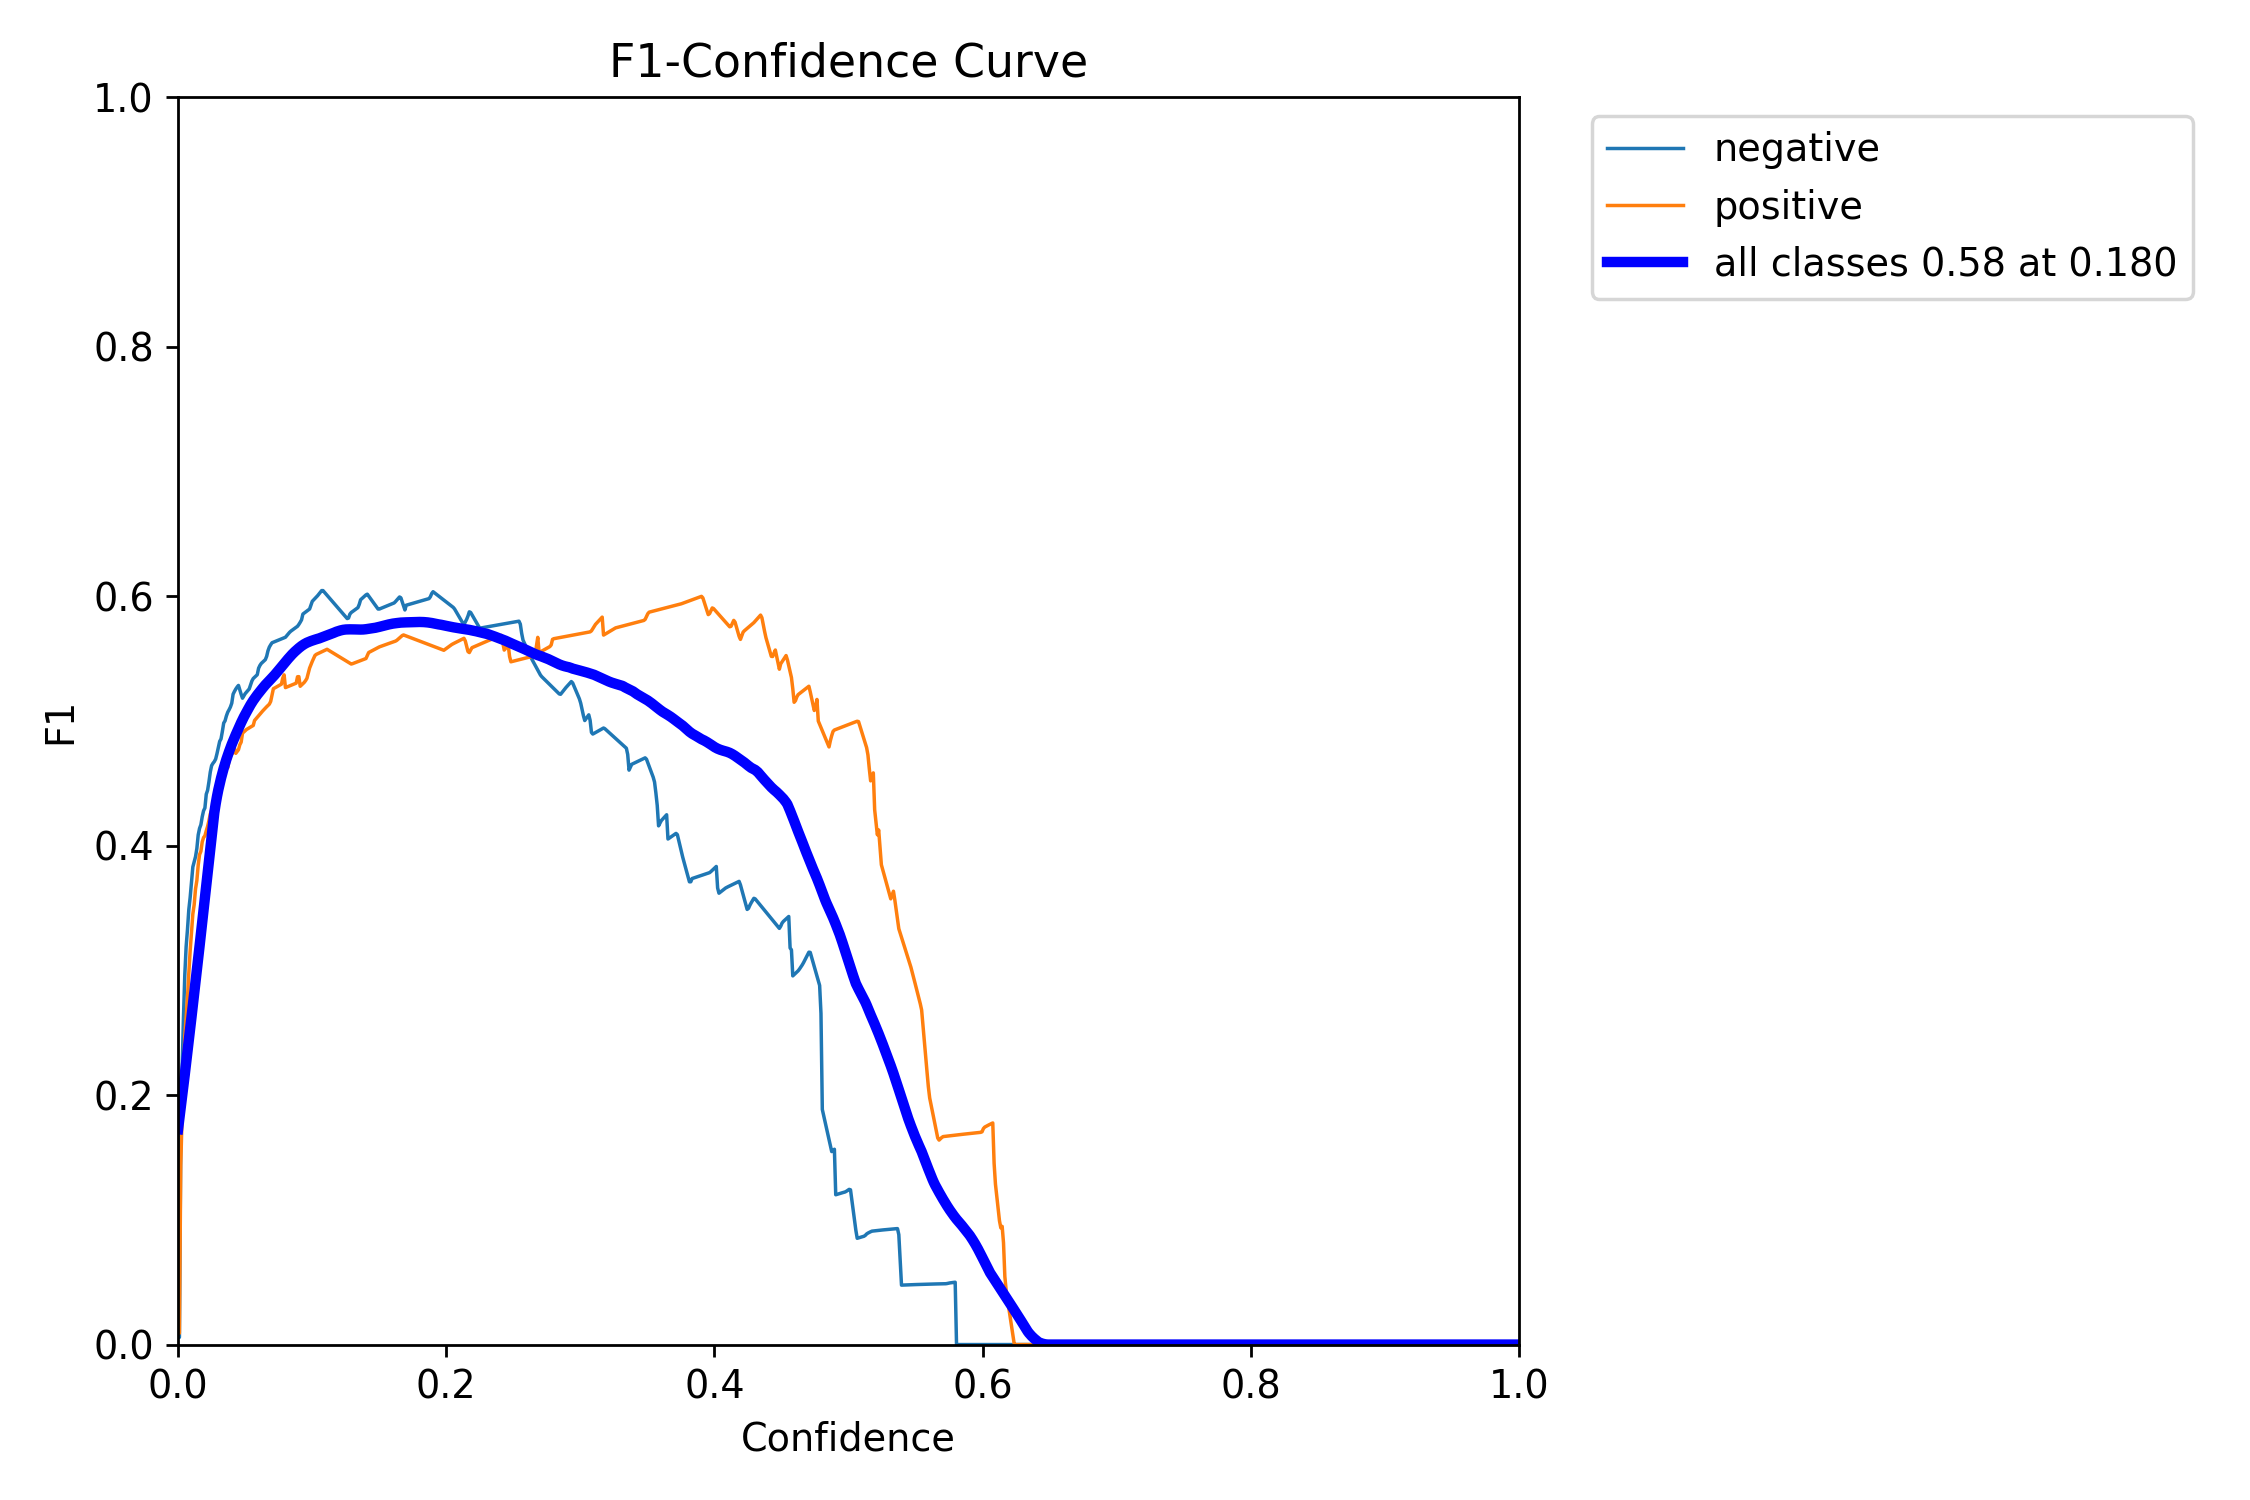 F1-Confidence Curve
1.0
0.8
0.6
0.4
0.2
0.0
F1
0.0 0.2 0.4 0.6 0.8 1.0
Confidence
negative
positive
all classes 0.58 at 0.180